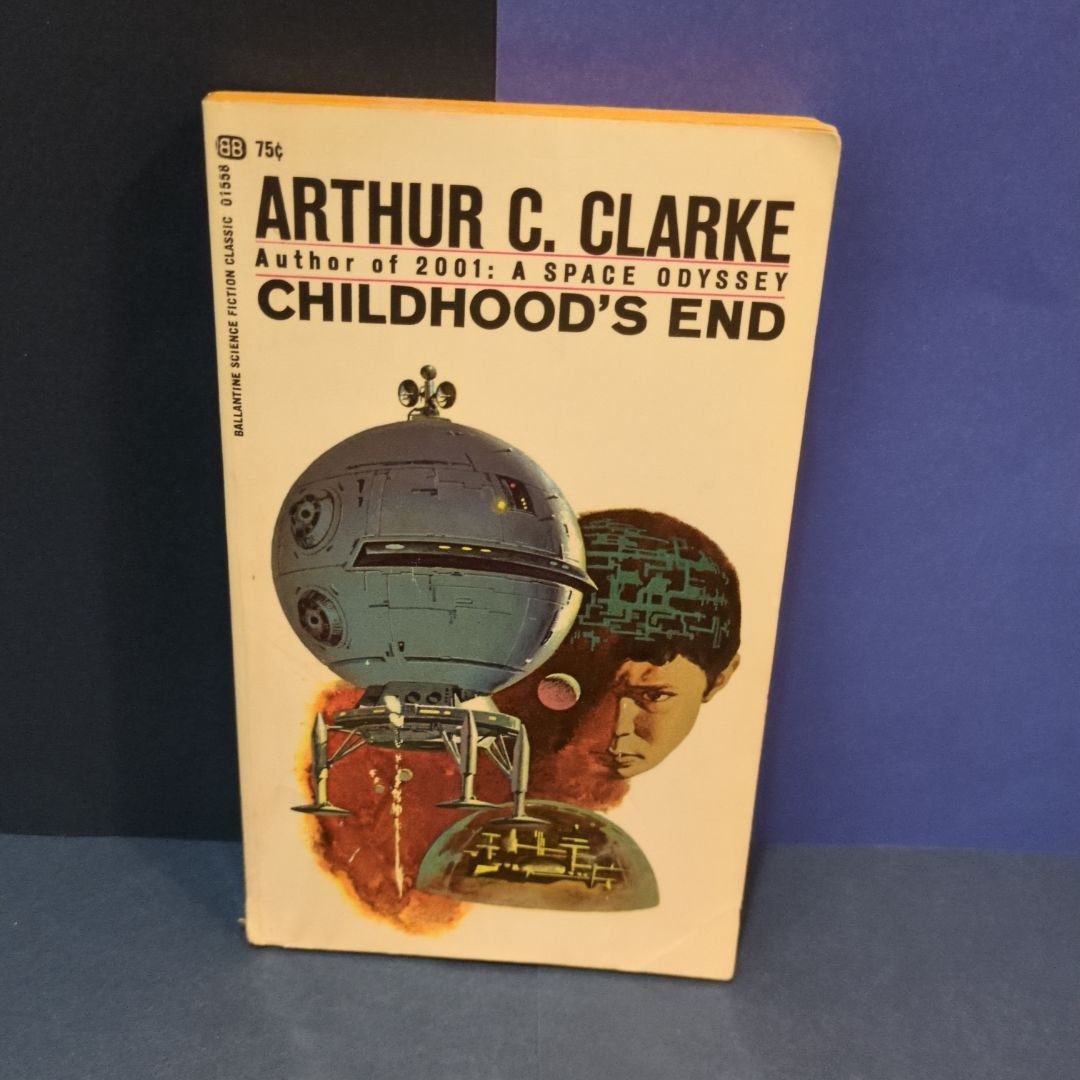 BB 75¢
ARTHUR C. CLARKE
Author of 2001: A SPACE ODYSSEY
CHILDHOOD'S END
BALLANTINE SCIENCE FICTION CLASSIC 01558